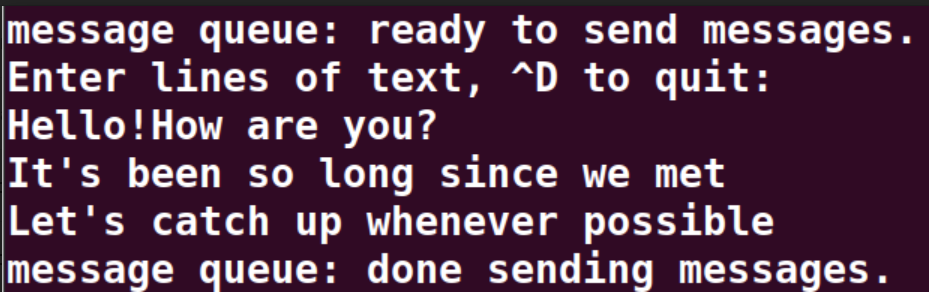 message queue: ready to send messages.
Enter lines of text, ^D to quit:
Hello!How are you?
It's been so long since we met
Let's catch up whenever possible
message queue: done sending messages.